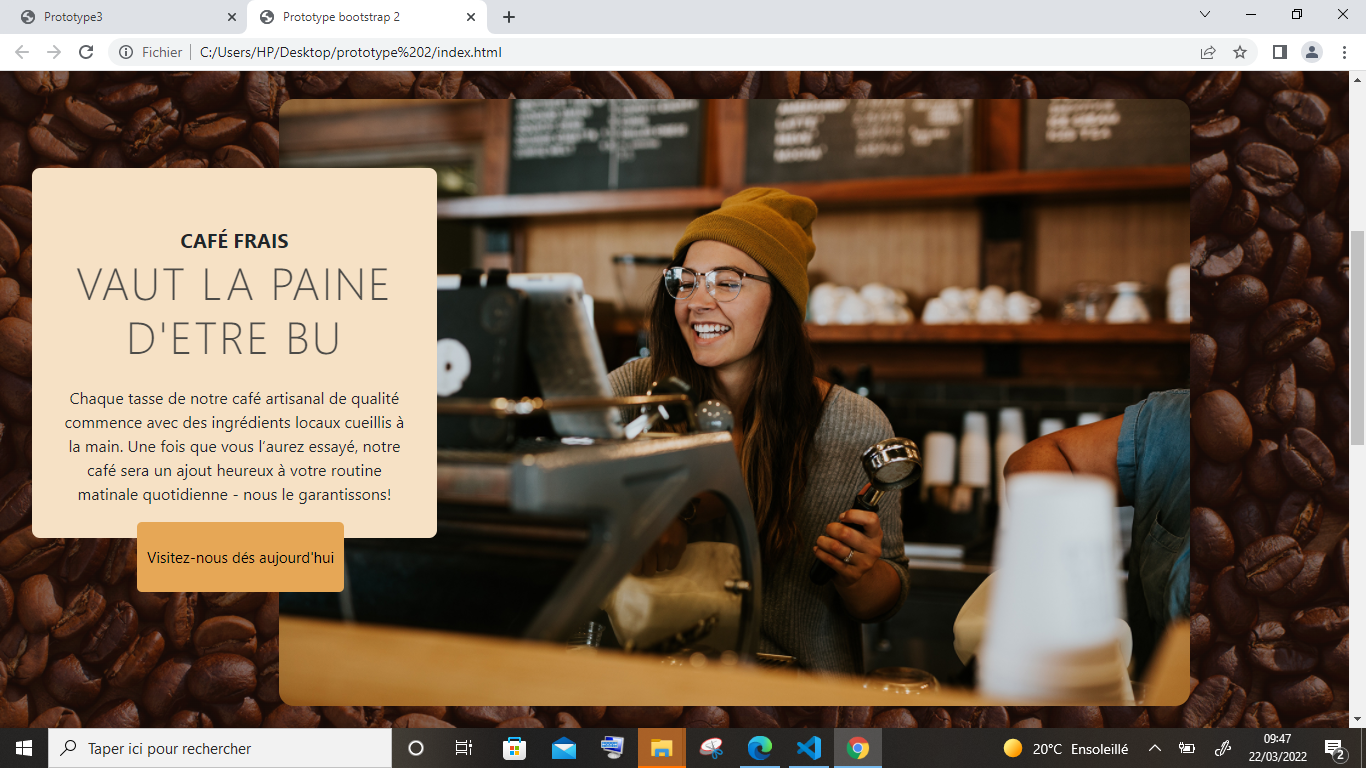 Prototype3
Prototype bootstrap 2
Fichier
C:/Users/HP/Desktop/prototype%202/index.html
CAFÉ FRAIS
VAUT LA PAINE
D'ETRE BU
Chaque tasse de notre café artisanal de qualité
commence avec des ingrédients locaux cueillis à
la main. Une fois que vous l’aurez essayé, notre
café sera un ajout heureux à votre routine
matinale quotidienne - nous le garantissons!
Visitez-nous dés aujourd'hui
Taper ici pour rechercher
20°C Ensoleillé
09:47
22/03/2022
2